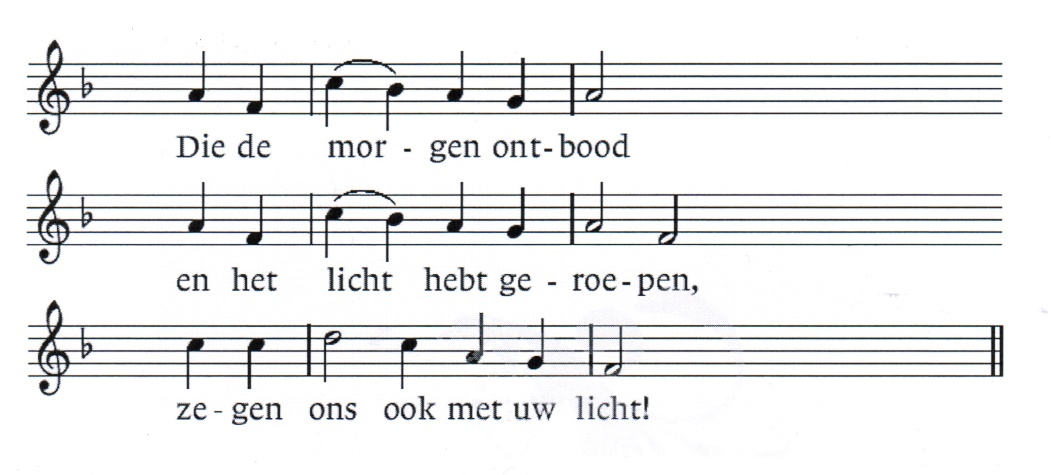 Die de mor - gen ont-bood
en het licht hebt ge - roe-pen,
ze - gen ons ook met uw licht!